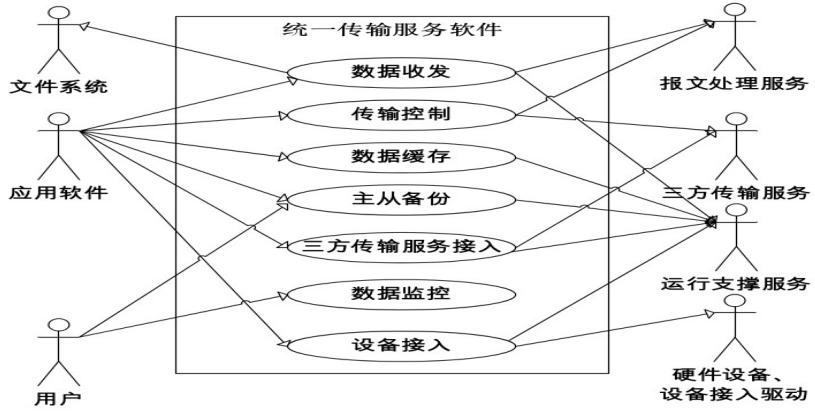 统一传输服务软件
文件系统
数据收发
报文处理服务
传输控制
应用软件
数据缓存
三方传输服务
主从备份
三方传输服务接入
运行支撑服务
数据监控
设备接入
用户
硬件设备、
设备接入驱动